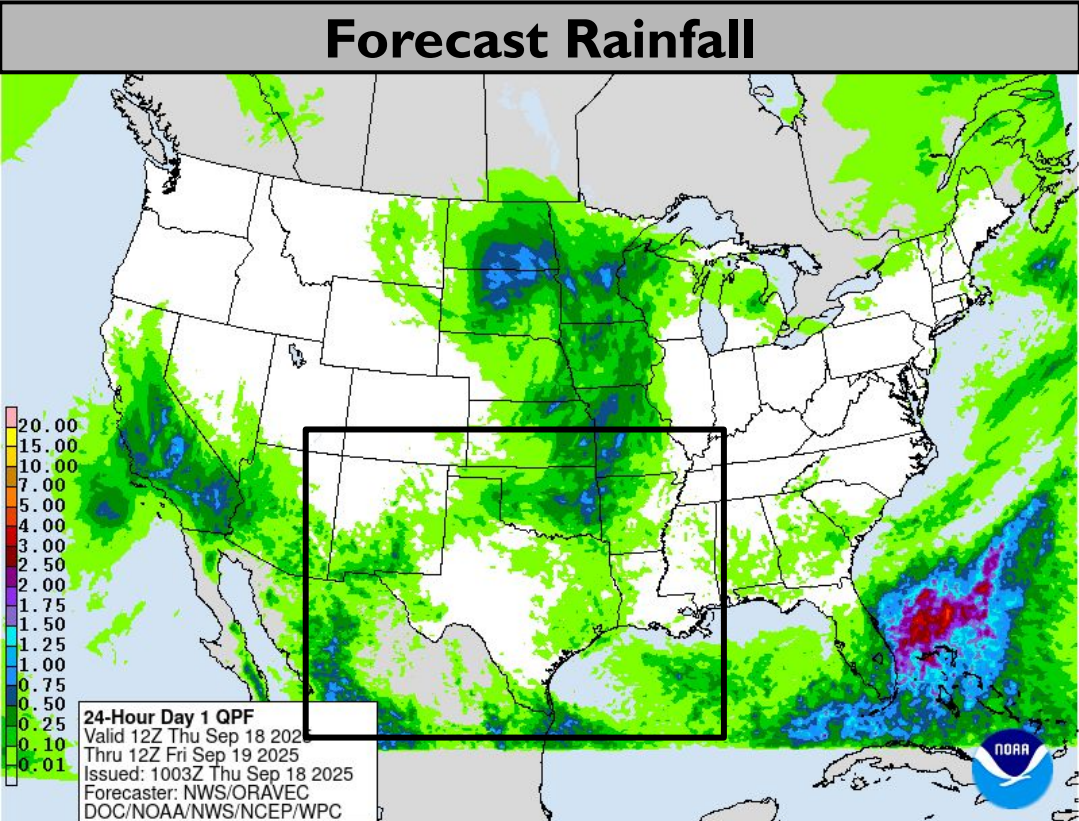 Forecast Rainfall
20.00
15.00
10.00
7.00
5.00
4.00
3.00
2.50
2.00
1.75
1.50
1.25
1.00
0.75
0.50
0.25
0.10
0.01
24-Hour Day 1 QPF
Valid 12Z Thu Sep 18 2025
Thru 12Z Fri Sep 19 2025
Issued: 1003Z Thu Sep 18 2025
Forecaster: NWS/ORAVEC
DOC/NOAA/NWS/NCEP/WPC
NOAA